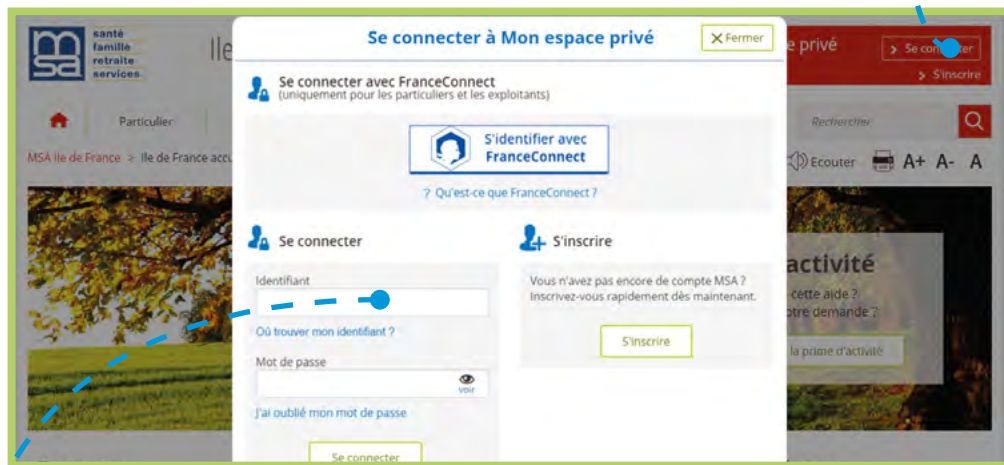 santé
famille
retraite
services
msa
Ile
Se connecter à Mon espace privé
Fermer
e privé
> Se connecter
> S'inscrire
Se connecter avec FranceConnect
(uniquement pour les particuliers et les exploitants)
Particulier
S'identifier avec
FranceConnect
Rechercher
MSA Ile de France > Ile de France accu
Ecouter
A+ A- A
? Qu'est-ce que FranceConnect ?
Se connecter
S'inscrire
Identifiant
Vous n'avez pas encore de compte MSA ?
Inscrivez-vous rapidement dès maintenant.
activité
cette aide ?
otre demande ?
Où trouver mon identifiant ?
S'inscrire
la prime d'activité
Mot de passe
voir
J'ai oublié mon mot de passe
Se connecter